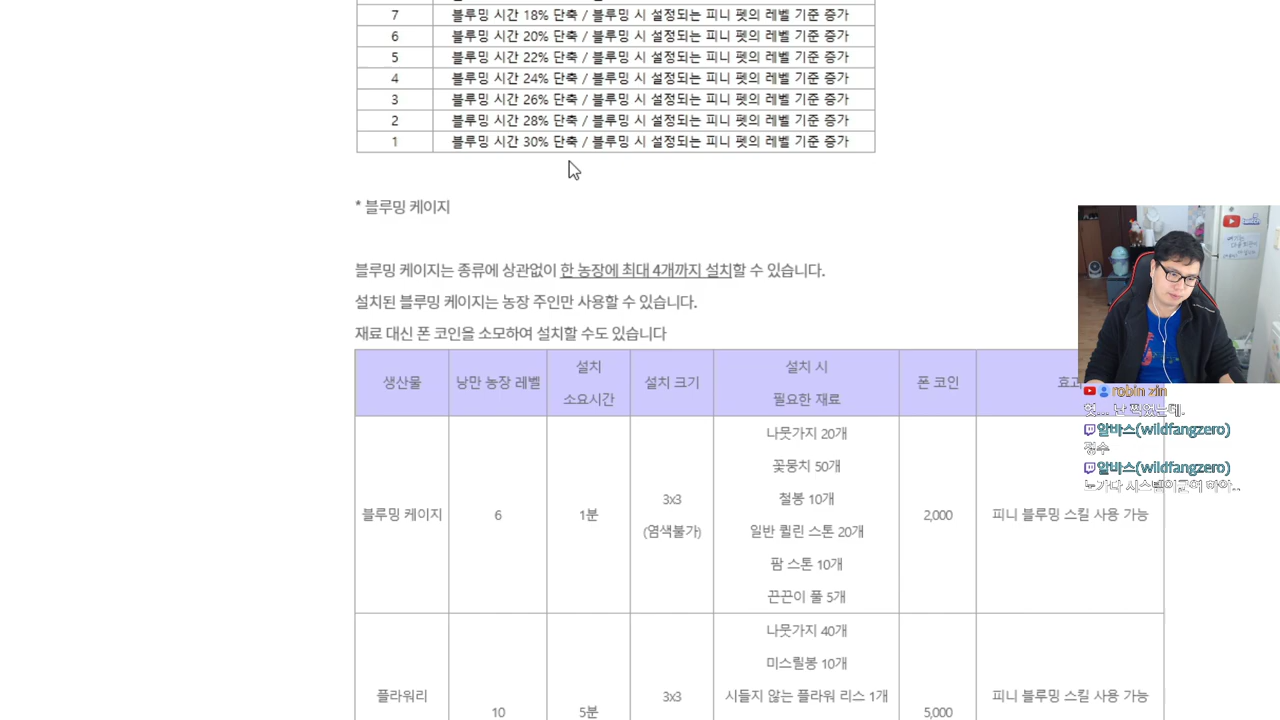 7 블루밍 시간 18% 단축 / 블루밍 시 설정되는 피니 펫의 레벨 기준 증가
6 블루밍 시간 20% 단축 / 블루밍 시 설정되는 피니 펫의 레벨 기준 증가
5 블루밍 시간 22% 단축 / 블루밍 시 설정되는 피니 펫의 레벨 기준 증가
4 블루밍 시간 24% 단축 / 블루밍 시 설정되는 피니 펫의 레벨 기준 증가
3 블루밍 시간 26% 단축 / 블루밍 시 설정되는 피니 펫의 레벨 기준 증가
2 블루밍 시간 28% 단축 / 블루밍 시 설정되는 피니 펫의 레벨 기준 증가
1 블루밍 시간 30% 단축 / 블루밍 시 설정되는 피니 펫의 레벨 기준 증가
* 블루밍 케이지
블루밍 케이지는 종류에 상관없이 한 농장에 최대 4개까지 설치할 수 있습니다.
설치된 블루밍 케이지는 농장 주인만 사용할 수 있습니다.
재료 대신 폰 코인을 소모하여 설치할 수도 있습니다
생산물
낭만 농장 레벨
설치
소요시간
설치 크기
설치 시
필요한 재료
폰 코인
효과
블루밍 케이지
6
1분
3x3
(염색불가)
나뭇가지 20개
꽃뭉치 50개
철봉 10개
일반 퀼린 스톤 20개
팜 스톤 10개
끈끈이 풀 5개
2,000
피니 블루밍 스킬 사용 가능
플라워리
10
5분
3x3
나뭇가지 40개
미스릴봉 10개
시들지 않는 플라워 리스 1개
5,000
피니 블루밍 스킬 사용 가능
robin zin
알바스(wildfangzero)
알바스(wildfangzero)